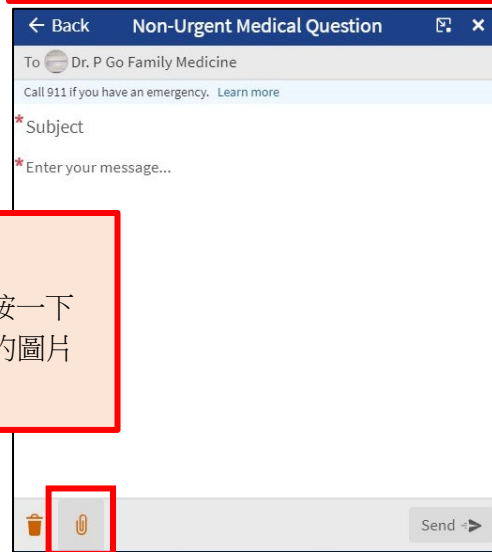 Back Non-Urgent Medical Question
To Dr. P Go Family Medicine
Call 911 if you have an emergency. Learn more
*Subject
*Enter your message...
按一下
的圖片
Send